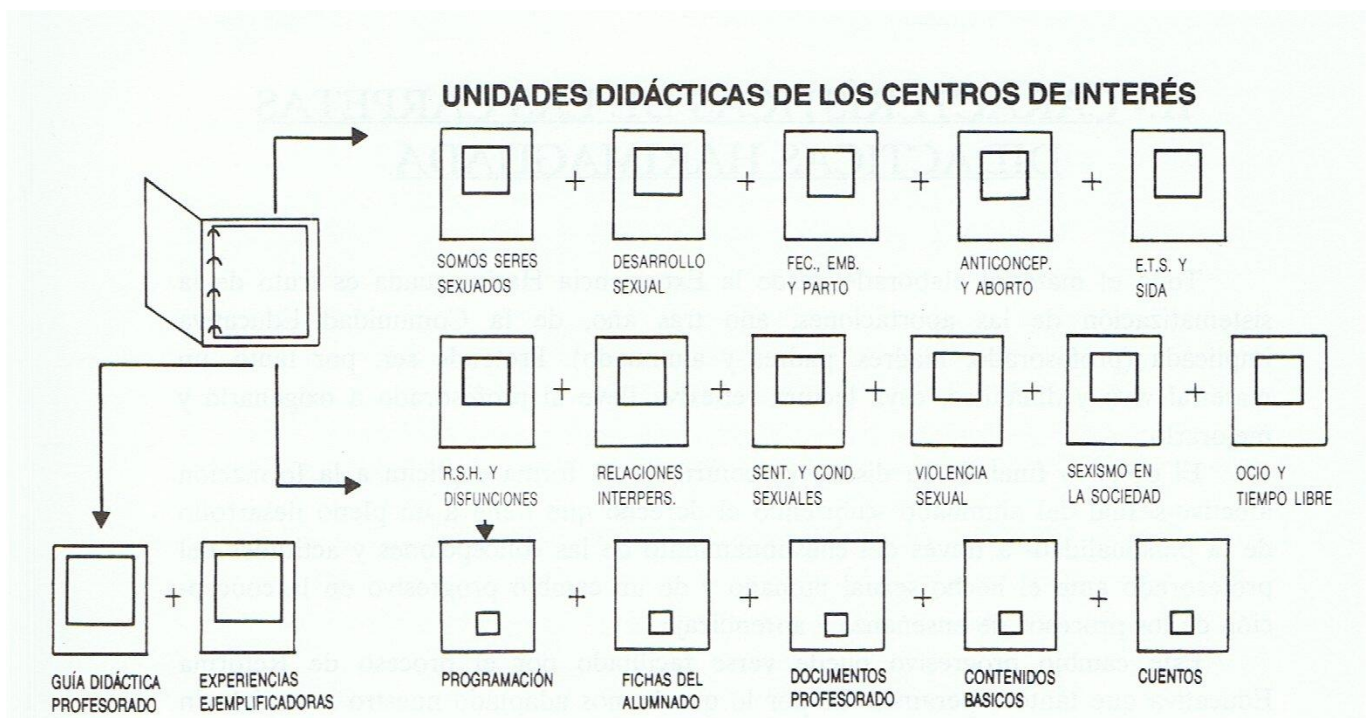 UNIDADES DIDÁCTICAS DE LOS CENTROS DE INTERÉS
SOMOS SERES
SEXUADOS
DESARROLLO
SEXUAL
FEC., EMB.
Y PARTO
ANTICONCEP.
Y ABORTO
E.T.S. Y
SIDA
R.S.H. Y
DISFUNCIONES
RELACIONES
INTERPERS.
SENT. Y COND.
SEXUALES
VIOLENCIA
SEXUAL
SEXISMO EN
LA SOCIEDAD
OCIO Y
TIEMPO LIBRE
GUÍA DIDÁCTICA
PROFESORADO
EXPERIENCIAS
EJEMPLIFICADORAS
PROGRAMACIÓN
FICHAS DEL
ALUMNADO
DOCUMENTOS
PROFESORADO
CONTENIDOS
BASICOS
CUENTOS